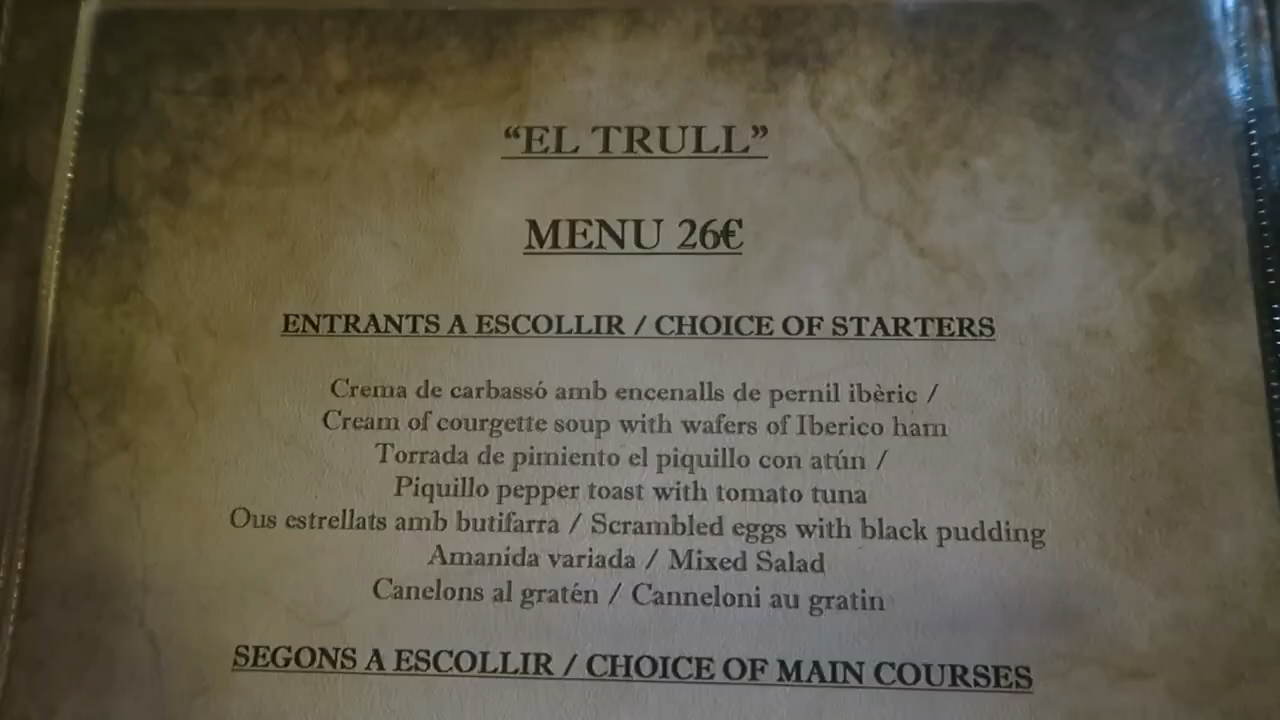 “EL TRULL”
MENU 26€
ENTRANTS A ESCOLLIR / CHOICE OF STARTERS
Crema de carbassó amb encenalls de pernil ibèric /
Cream of courgette soup with wafers of Iberico ham
Torrada de pimiento el piquillo con atún /
Piquillo pepper toast with tomato tuna
Ous estrellats amb butifarra / Scrambled eggs with black pudding
Amanida variada / Mixed Salad
Canelons al gratén / Canneloni au gratin
SEGONS A ESCOLLIR / CHOICE OF MAIN COURSES